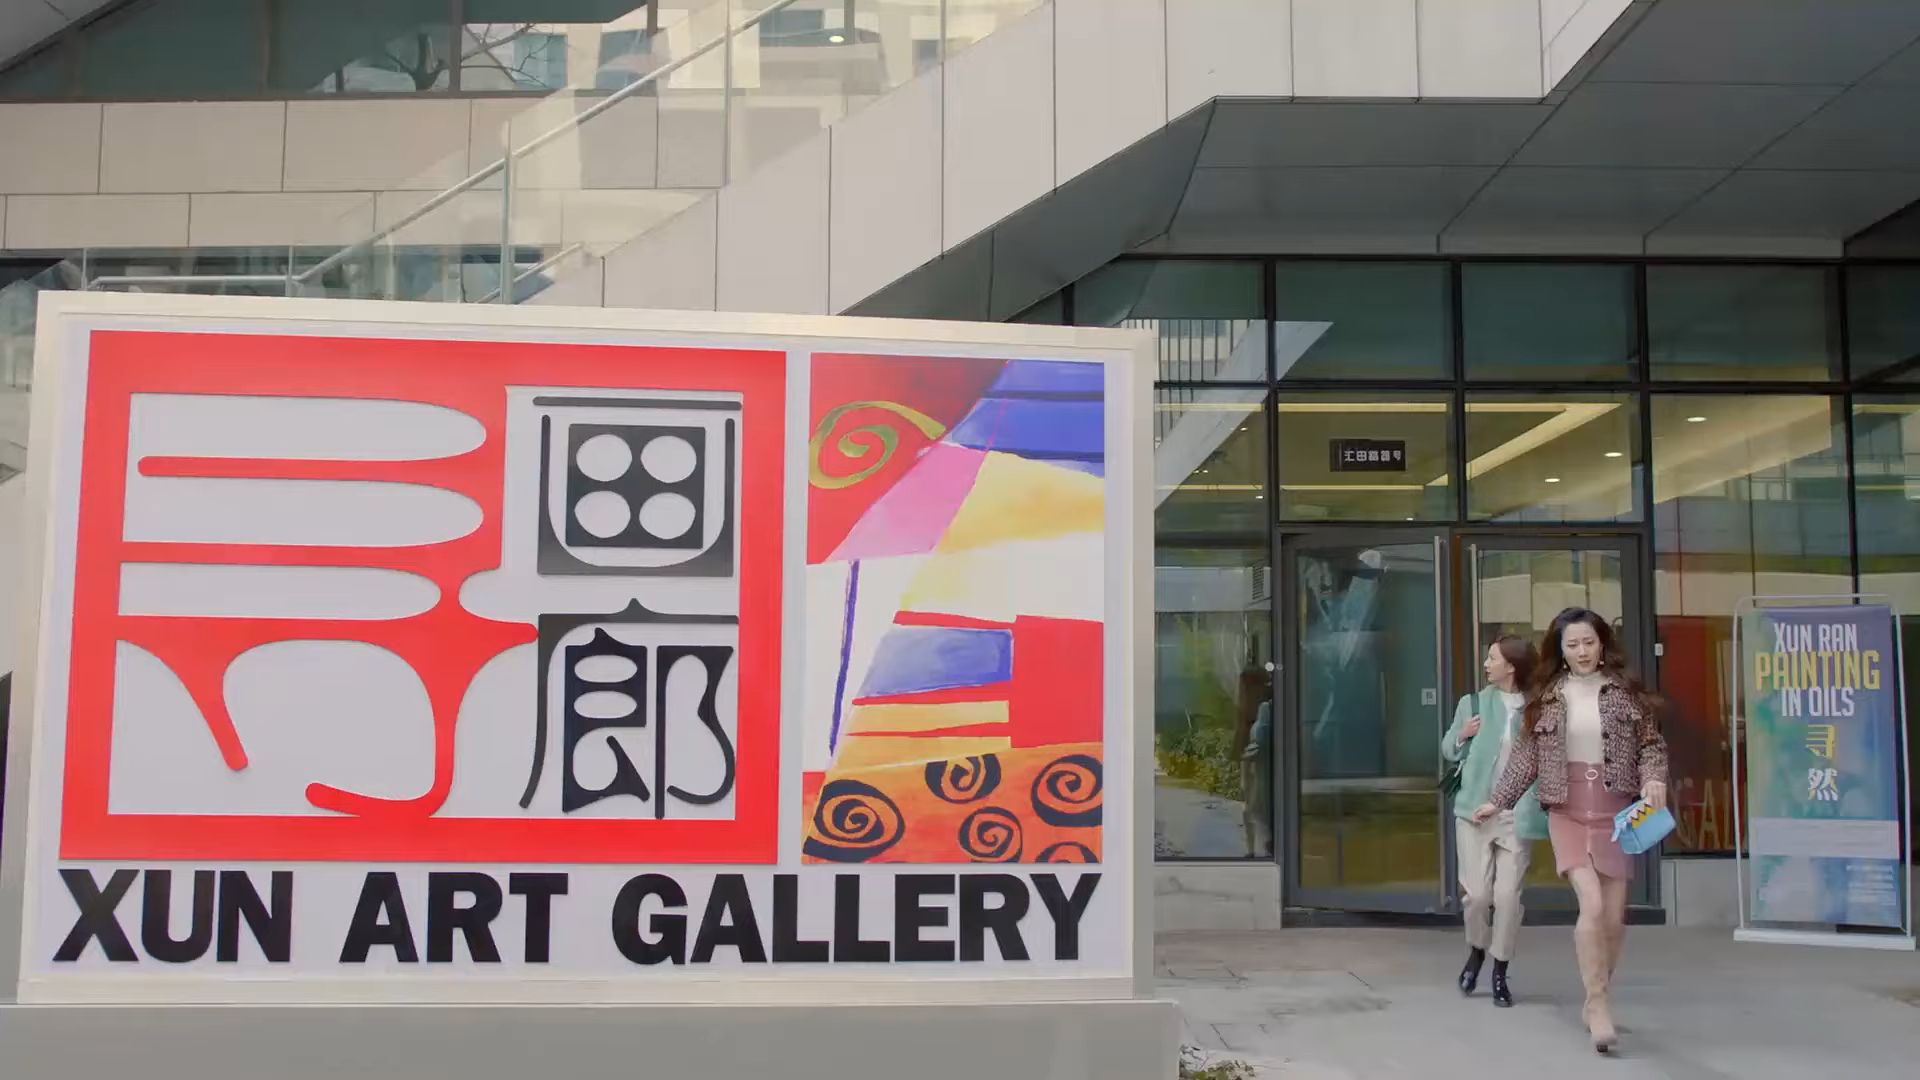 寻
画
廊
XUN ART GALLERY
XUN RAN
PAINTING
IN OILS
寻
然